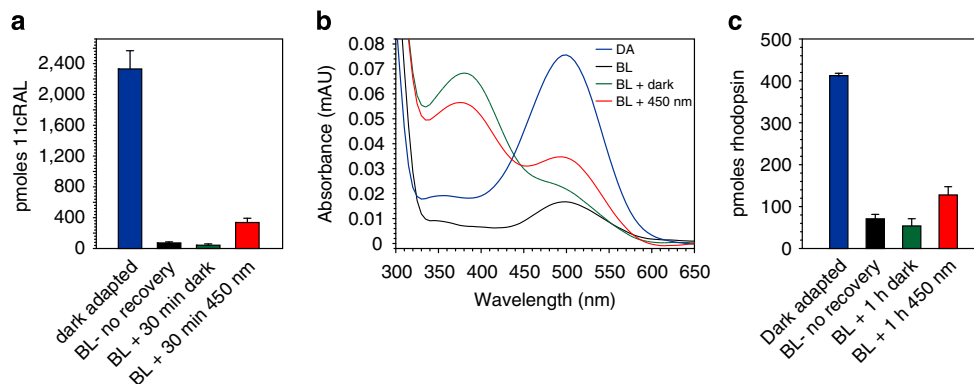 a
pmoles 11cRAL
2,400
2,000
1,600
1,200
800
400
0
dark adapted
BL- no recovery
BL + 30 min dark
BL + 30 min 450 nm
b
Absorbance (mAU)
0.08
0.07
0.06
0.05
0.04
0.03
0.02
0.01
0
300 350 400 450 500 550 600 650
Wavelength (nm)
DA
BL
BL + dark
BL + 450 nm
c
pmoles rhodopsin
500
400
300
200
100
0
Dark adapted
BL- no recovery
BL + 1 h dark
BL + 1 h 450 nm